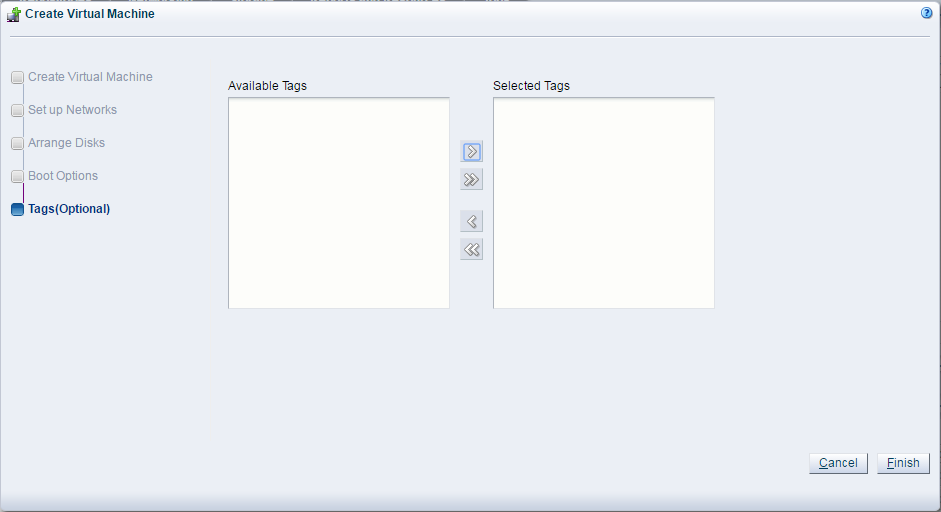 Create Virtual Machine
Create Virtual Machine
Set up Networks
Arrange Disks
Boot Options
Tags(Optional)
Available Tags
Selected Tags
Cancel
Finish